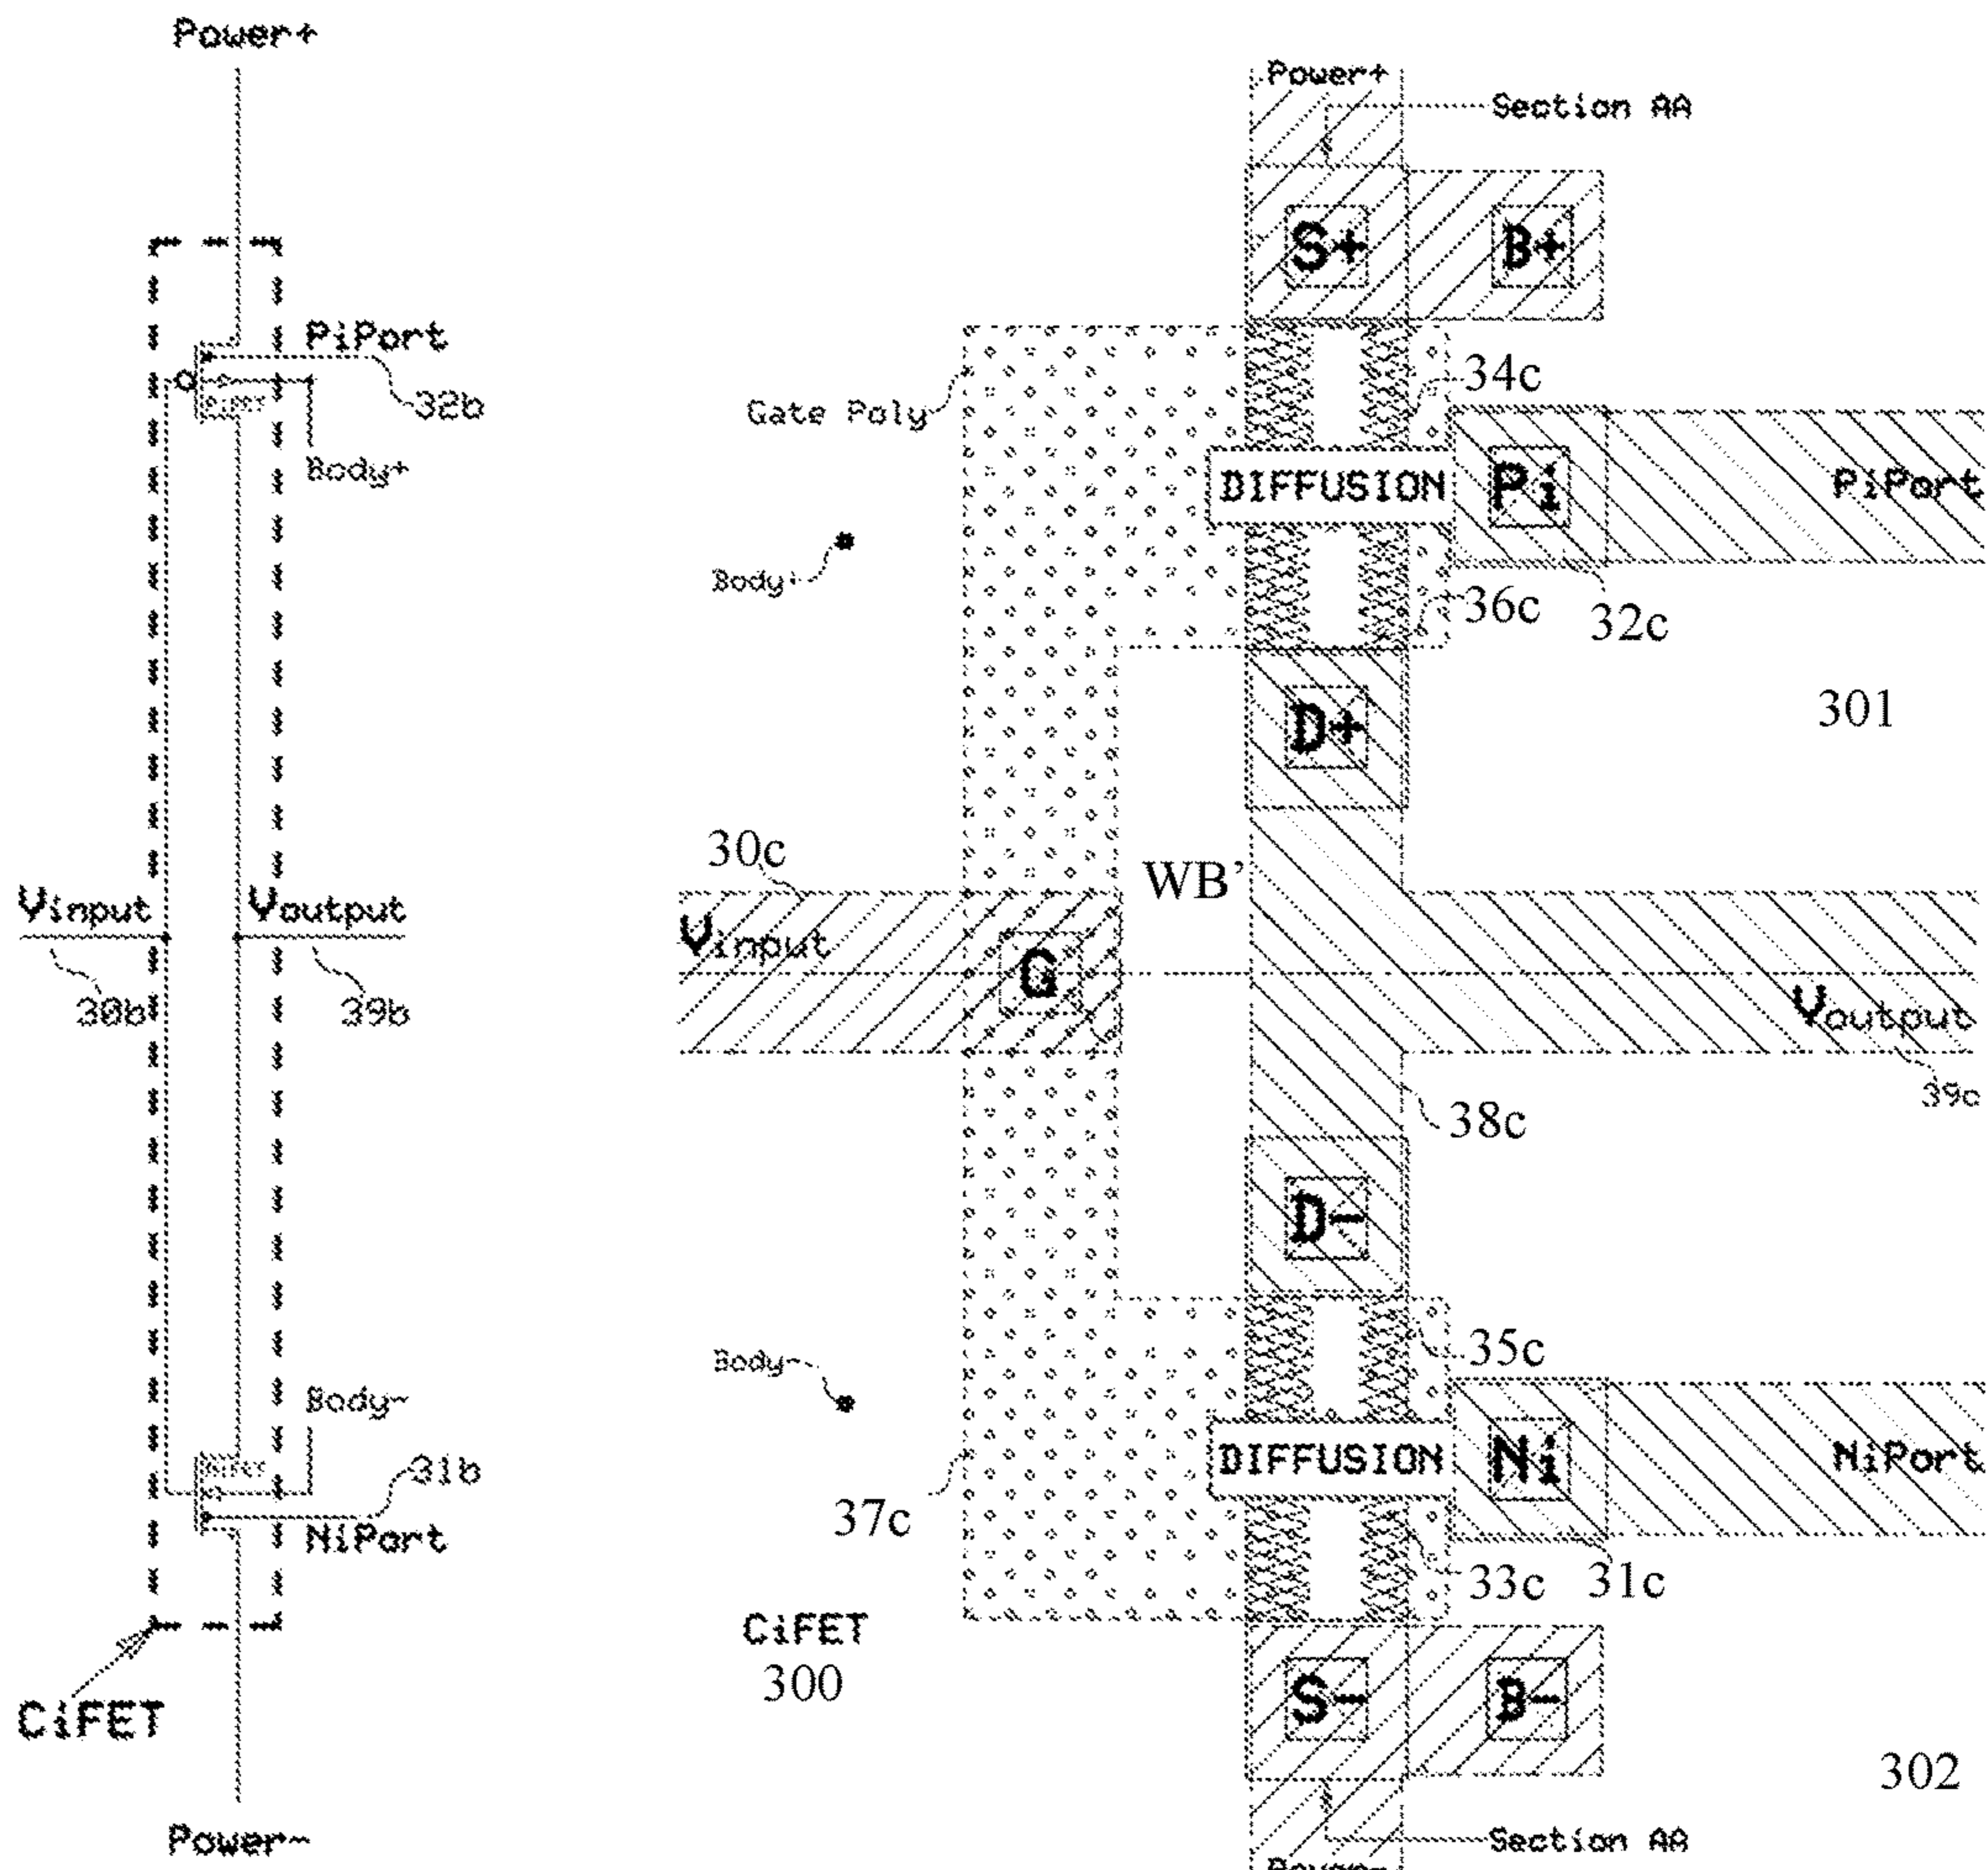 Power+
PiPort
32b
Body+
Vinput
Voutput
30b
39b
Body-
31b
NiPort
CiFET
Power-
Power+
Section AA
S+
B+
34c
Gate Poly
DIFFUSION
Pi
PiPort
Body+
36c
32c
D+
301
30c
WB'
Vinput
G
Voutput
39c
38c
D-
35c
Body-
DIFFUSION
Ni
NiPort
37c
33c
31c
CiFET
300
S-
B-
302
Section AA